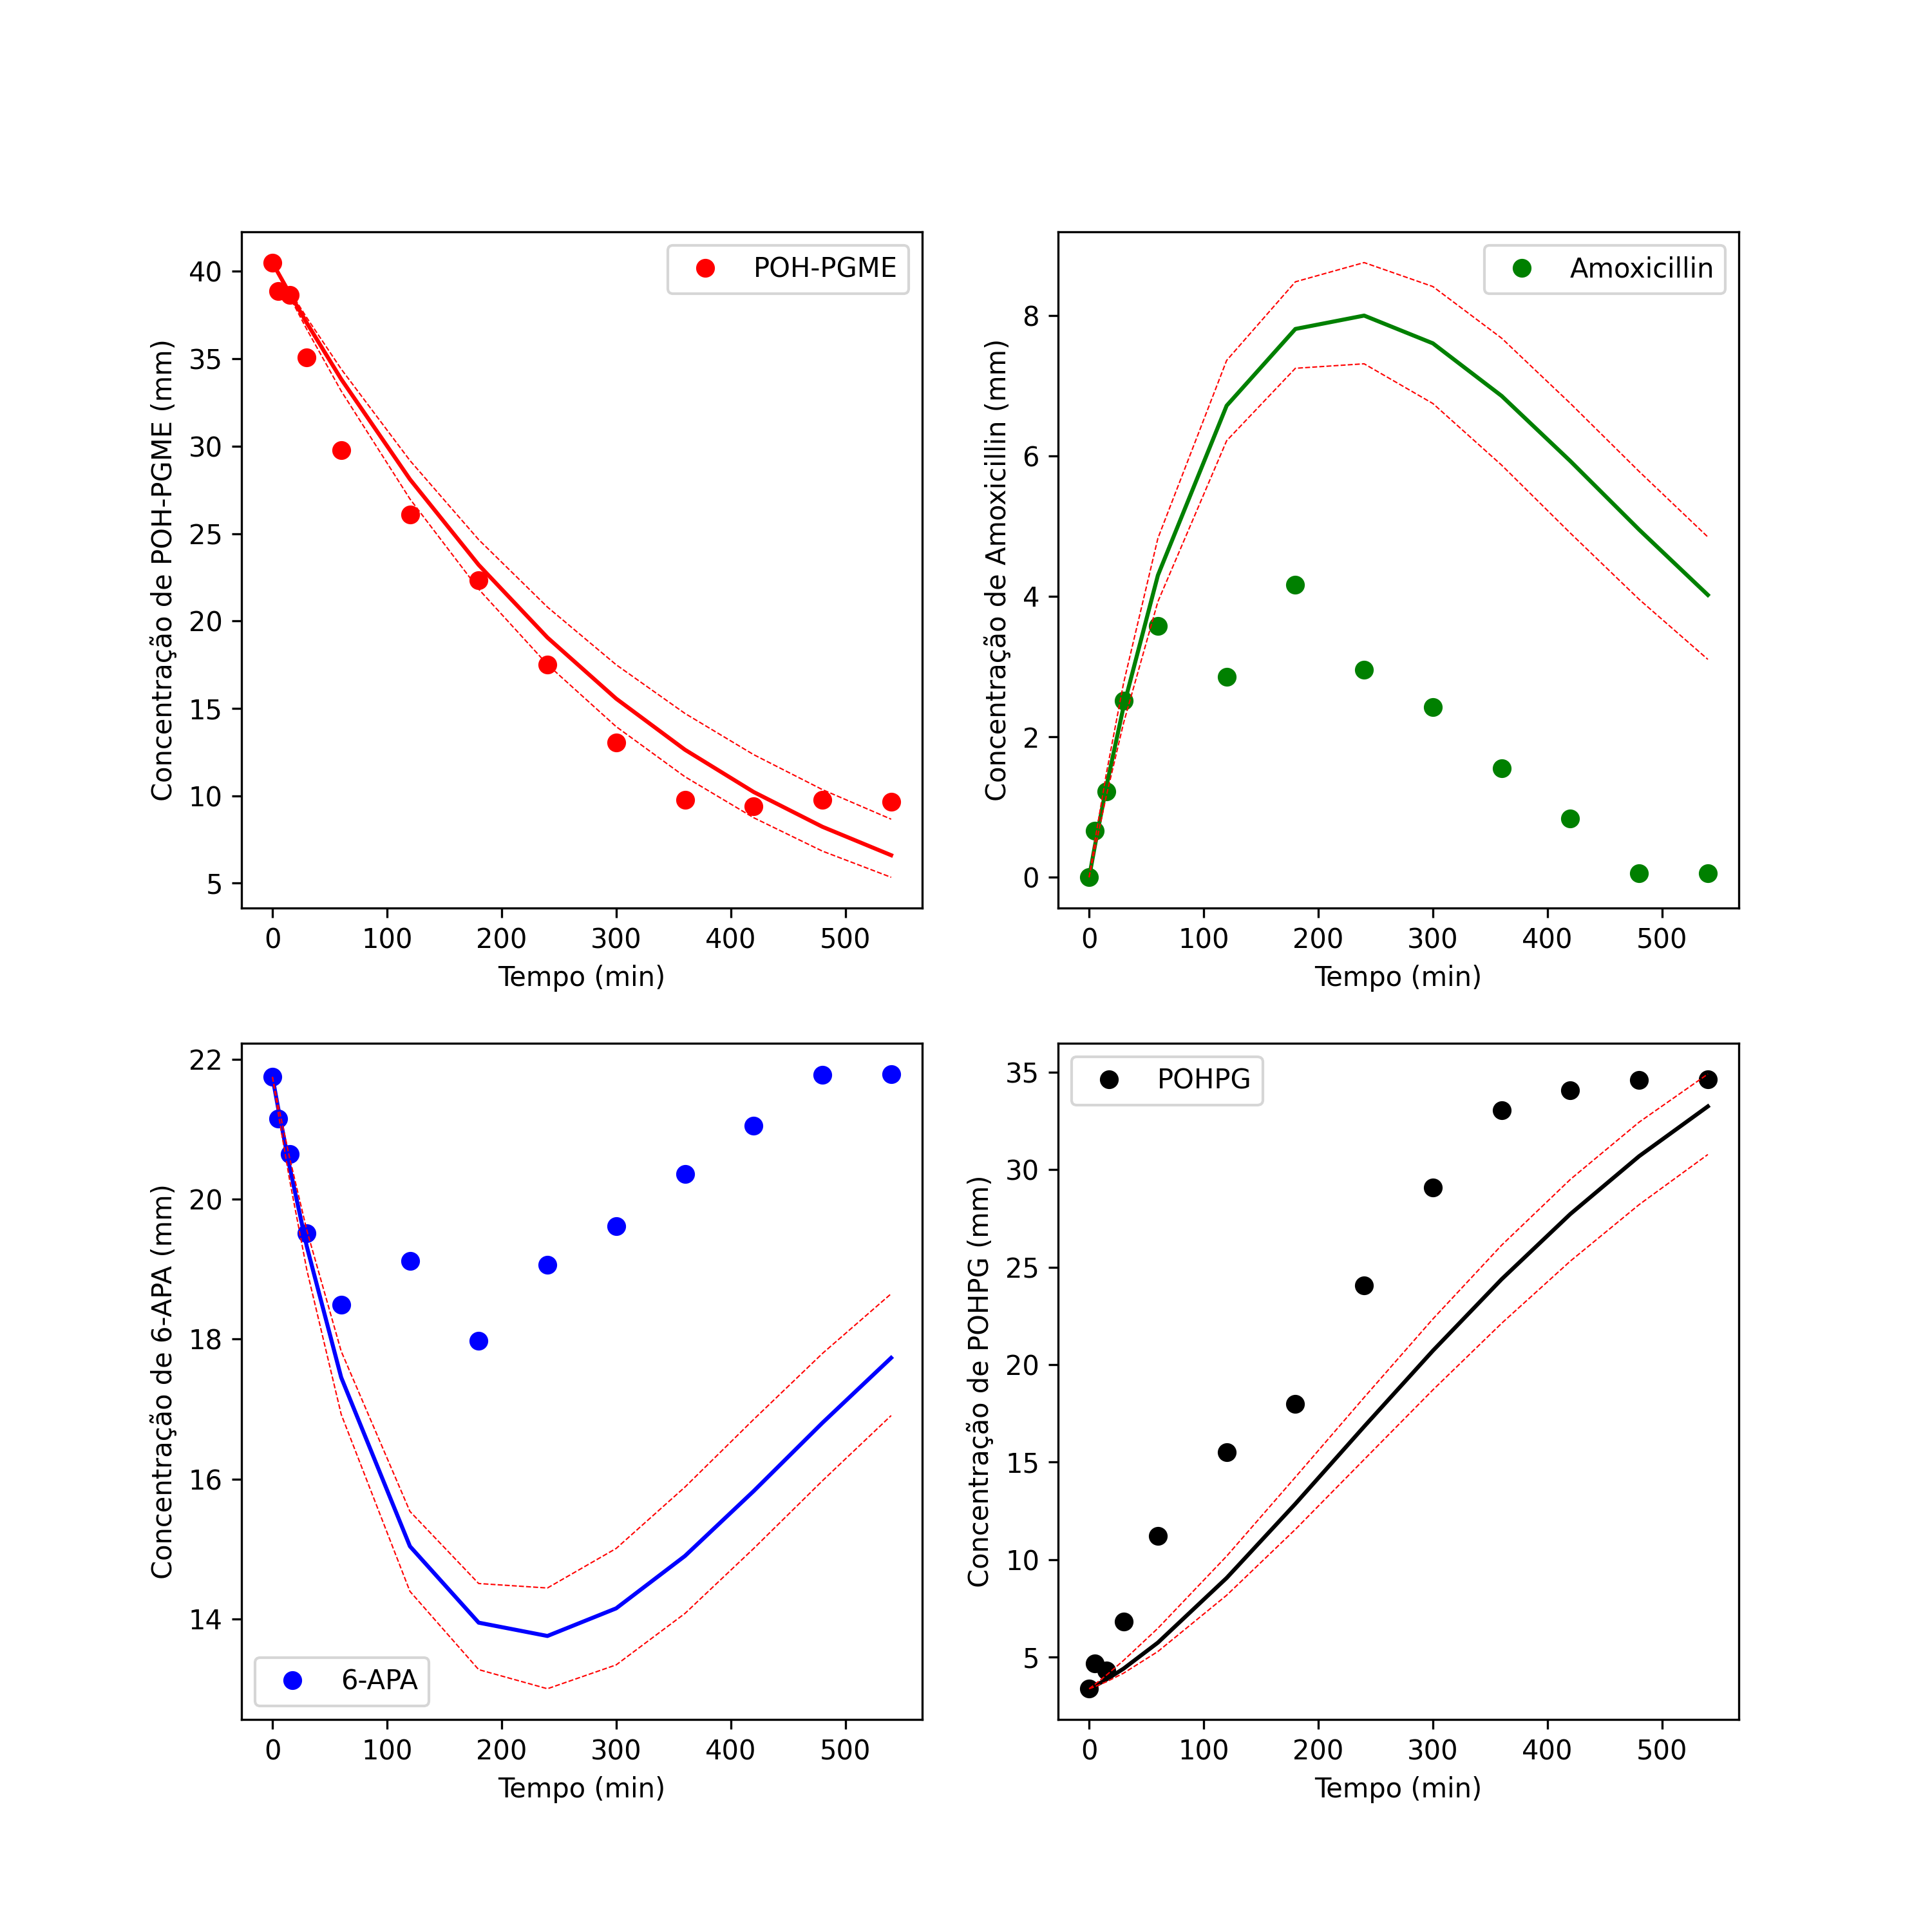 POH-PGME
Concentração de POH-PGME (mm)
40
35
30
25
20
15
10
5
0 100 200 300 400 500
Tempo (min)
Amoxicillin
Concentração de Amoxicillin (mm)
8
6
4
2
0
0 100 200 300 400 500
Tempo (min)
6-APA
Concentração de 6-APA (mm)
22
20
18
16
14
0 100 200 300 400 500
Tempo (min)
POHPG
Concentração de POHPG (mm)
35
30
25
20
15
10
5
0 100 200 300 400 500
Tempo (min)